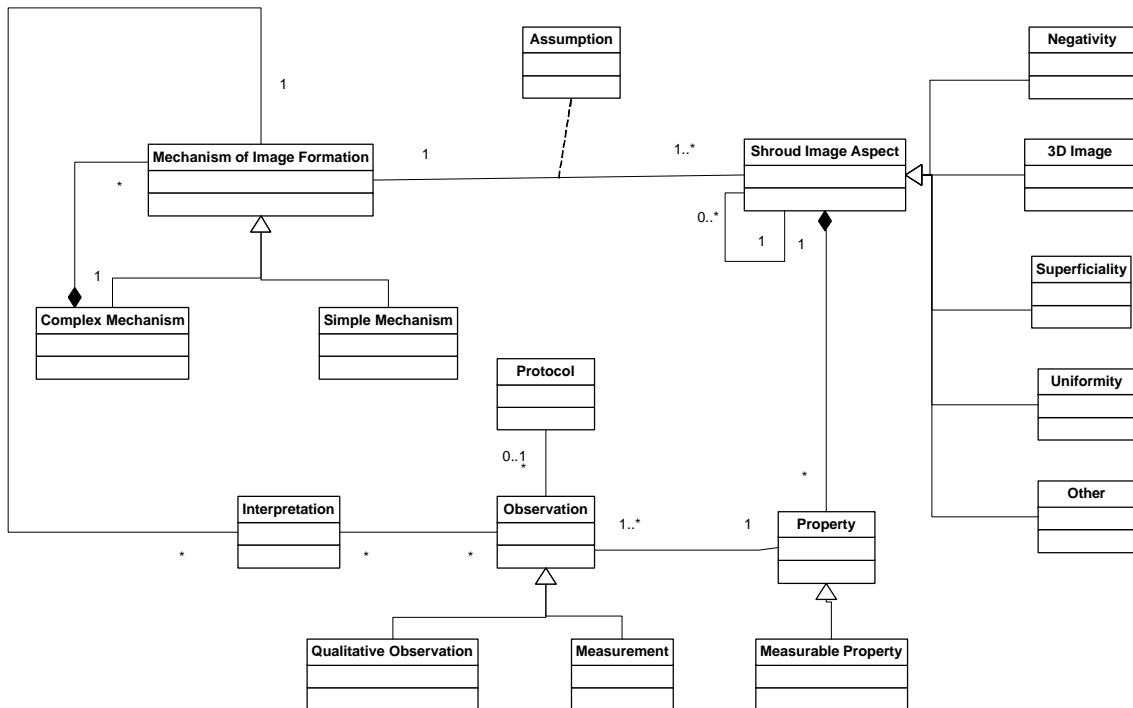 Assumption
Negativity
1
Mechanism of Image Formation
1
1..*
Shroud Image Aspect
3D Image
*
0..*
1
1
1
Superficiality
Complex Mechanism
Simple Mechanism
Protocol
Uniformity
0..1
*
*
Interpretation
Observation
1..*
1
Property
Other
*
*
*
Qualitative Observation
Measurement
Measurable Property